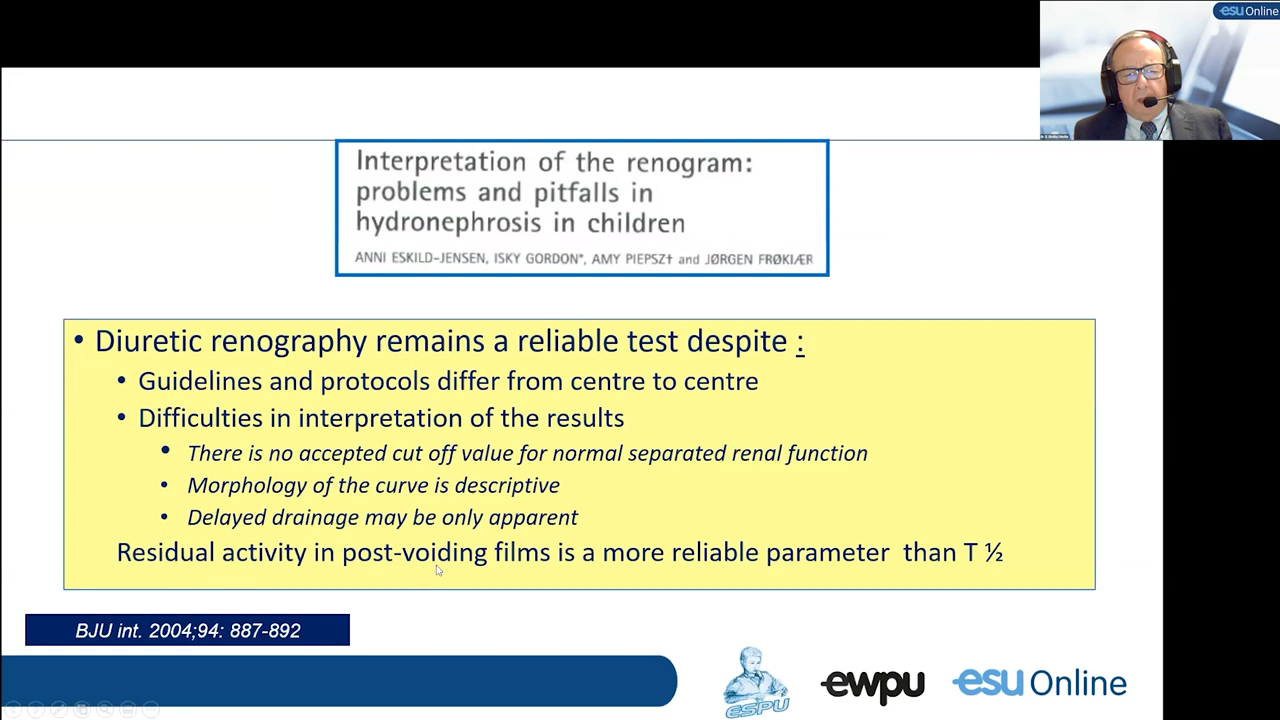 esu Online
Interpretation of the renogram:
problems and pitfalls in
hydronephrosis in children
ANNI ESKILD-JENSEN, ISKY GORDON*, AMY PIEPSZ† and JØRGEN FRØKIÆR
• Diuretic renography remains a reliable test despite :
• Guidelines and protocols differ from centre to centre
• Difficulties in interpretation of the results
• There is no accepted cut off value for normal separated renal function
• Morphology of the curve is descriptive
• Delayed drainage may be only apparent
Residual activity in post-voiding films is a more reliable parameter than T ½
BJU int. 2004;94: 887-892
ESPU
ewpu
esu Online